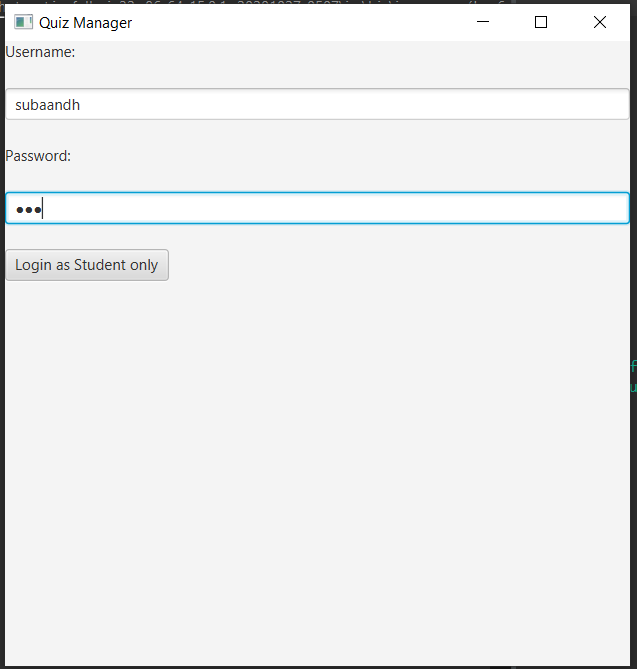 Quiz Manager
Username:
subaandh
Password:
●●●
Login as Student only